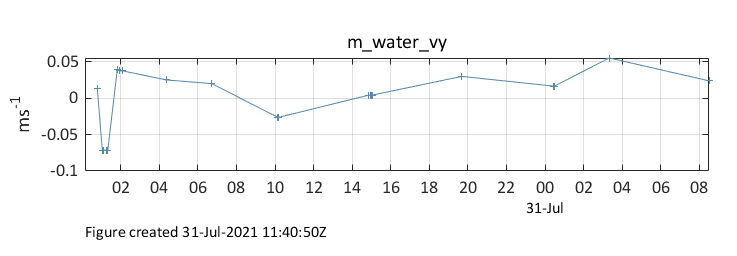 m_water_vy
0.05
0
-0.05
-0.1
ms-1
02 04 06 08 10 12 14 16 18 20 22 00 02 04 06 08
31-Jul
Figure created 31-Jul-2021 11:40:50Z